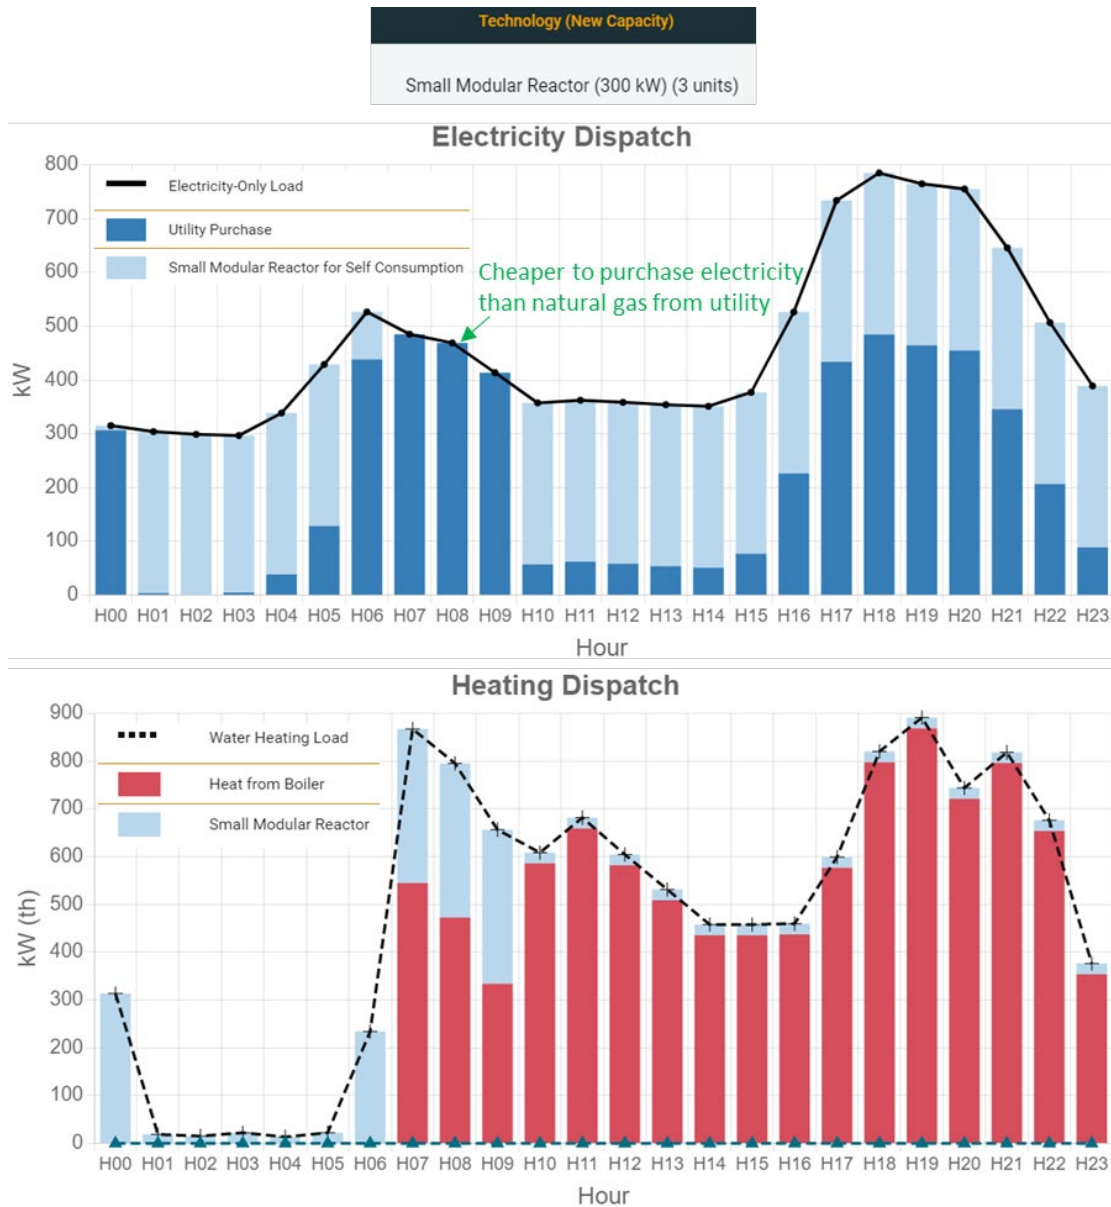 Technology (New Capacity)
Small Modular Reactor (300 kW) (3 units)
Electricity Dispatch
800
700
600
500
400
300
200
100
0
kW
Electricity-Only Load
Utility Purchase
Small Modular Reactor for Self Consumption
Cheaper to purchase electricity
than natural gas from utility
H00 H01 H02 H03 H04 H05 H06 H07 H08 H09 H10 H11 H12 H13 H14 H15 H16 H17 H18 H19 H20 H21 H22 H23
Hour
Heating Dispatch
900
800
700
600
500
400
300
200
100
0
kW (th)
Water Heating Load
Heat from Boiler
Small Modular Reactor
H00 H01 H02 H03 H04 H05 H06 H07 H08 H09 H10 H11 H12 H13 H14 H15 H16 H17 H18 H19 H20 H21 H22 H23
Hour